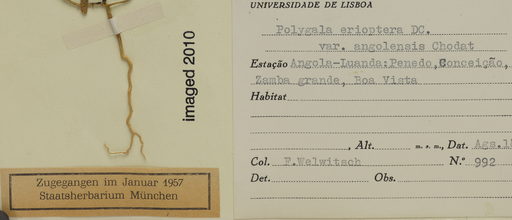 UNIVERSIDADE DE LISBOA
Polygala erioptera DC.
var. angolensis Chodat
Estação Angola-Luanda:Penedo,Conceição,
Zamba grande, Boa Vista
Habitat
, Alt. m. s. m., Dat. Ags.
Col. F.Welwitsch N.º 992
Det. Obs.
imaged 2010
Zugegangen im Januar 1957
Staatsherbarium München